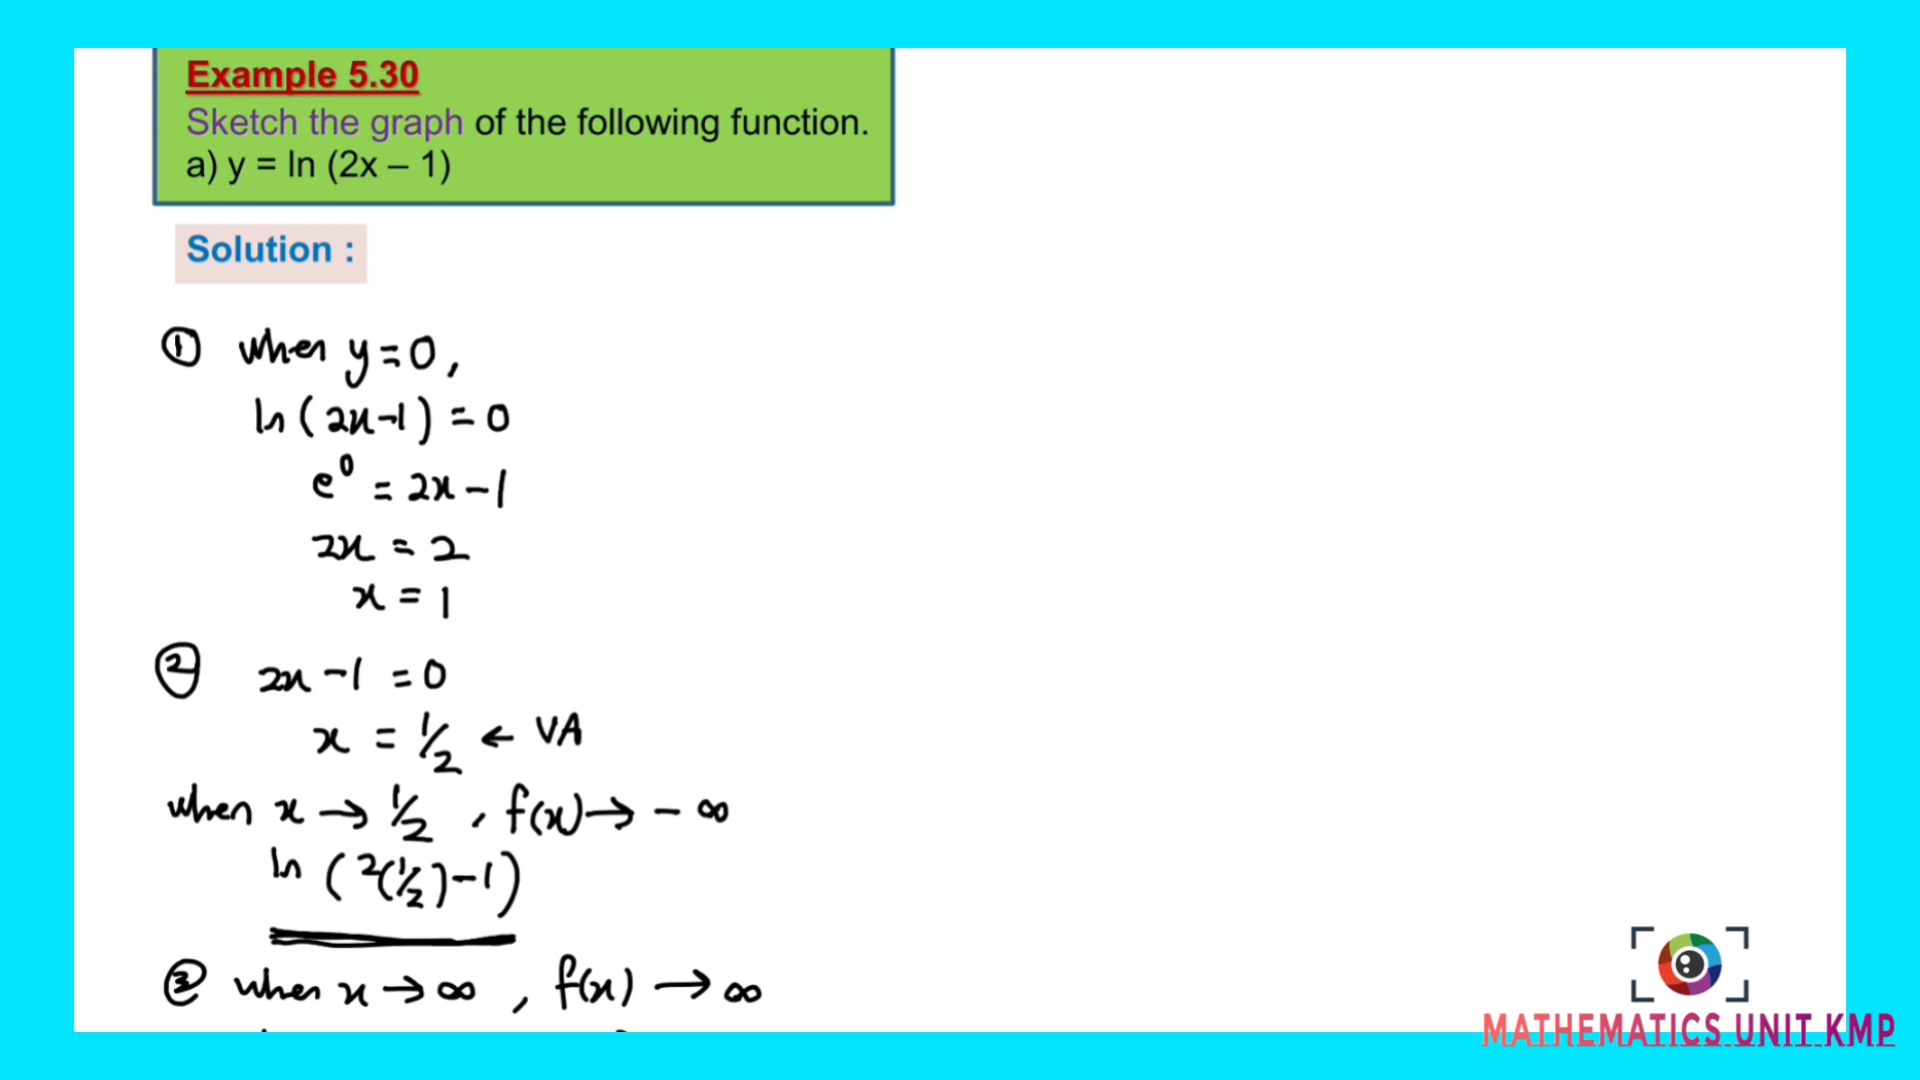 Example 5.30
Sketch the graph of the following function.
a) y = ln (2x – 1)
Solution :
① when y = 0 ,
ln ( 2x-1 ) = 0
e⁰ = 2x - 1
2x = 2
x = 1
② 2x - 1 = 0
x = 1/2 ← VA
when x → 1/2 , f(x) → - ∞
ln ( 2(1/2) - 1 )
③ when x → ∞ , f(x) → ∞
MATHEMATICS UNIT KMP